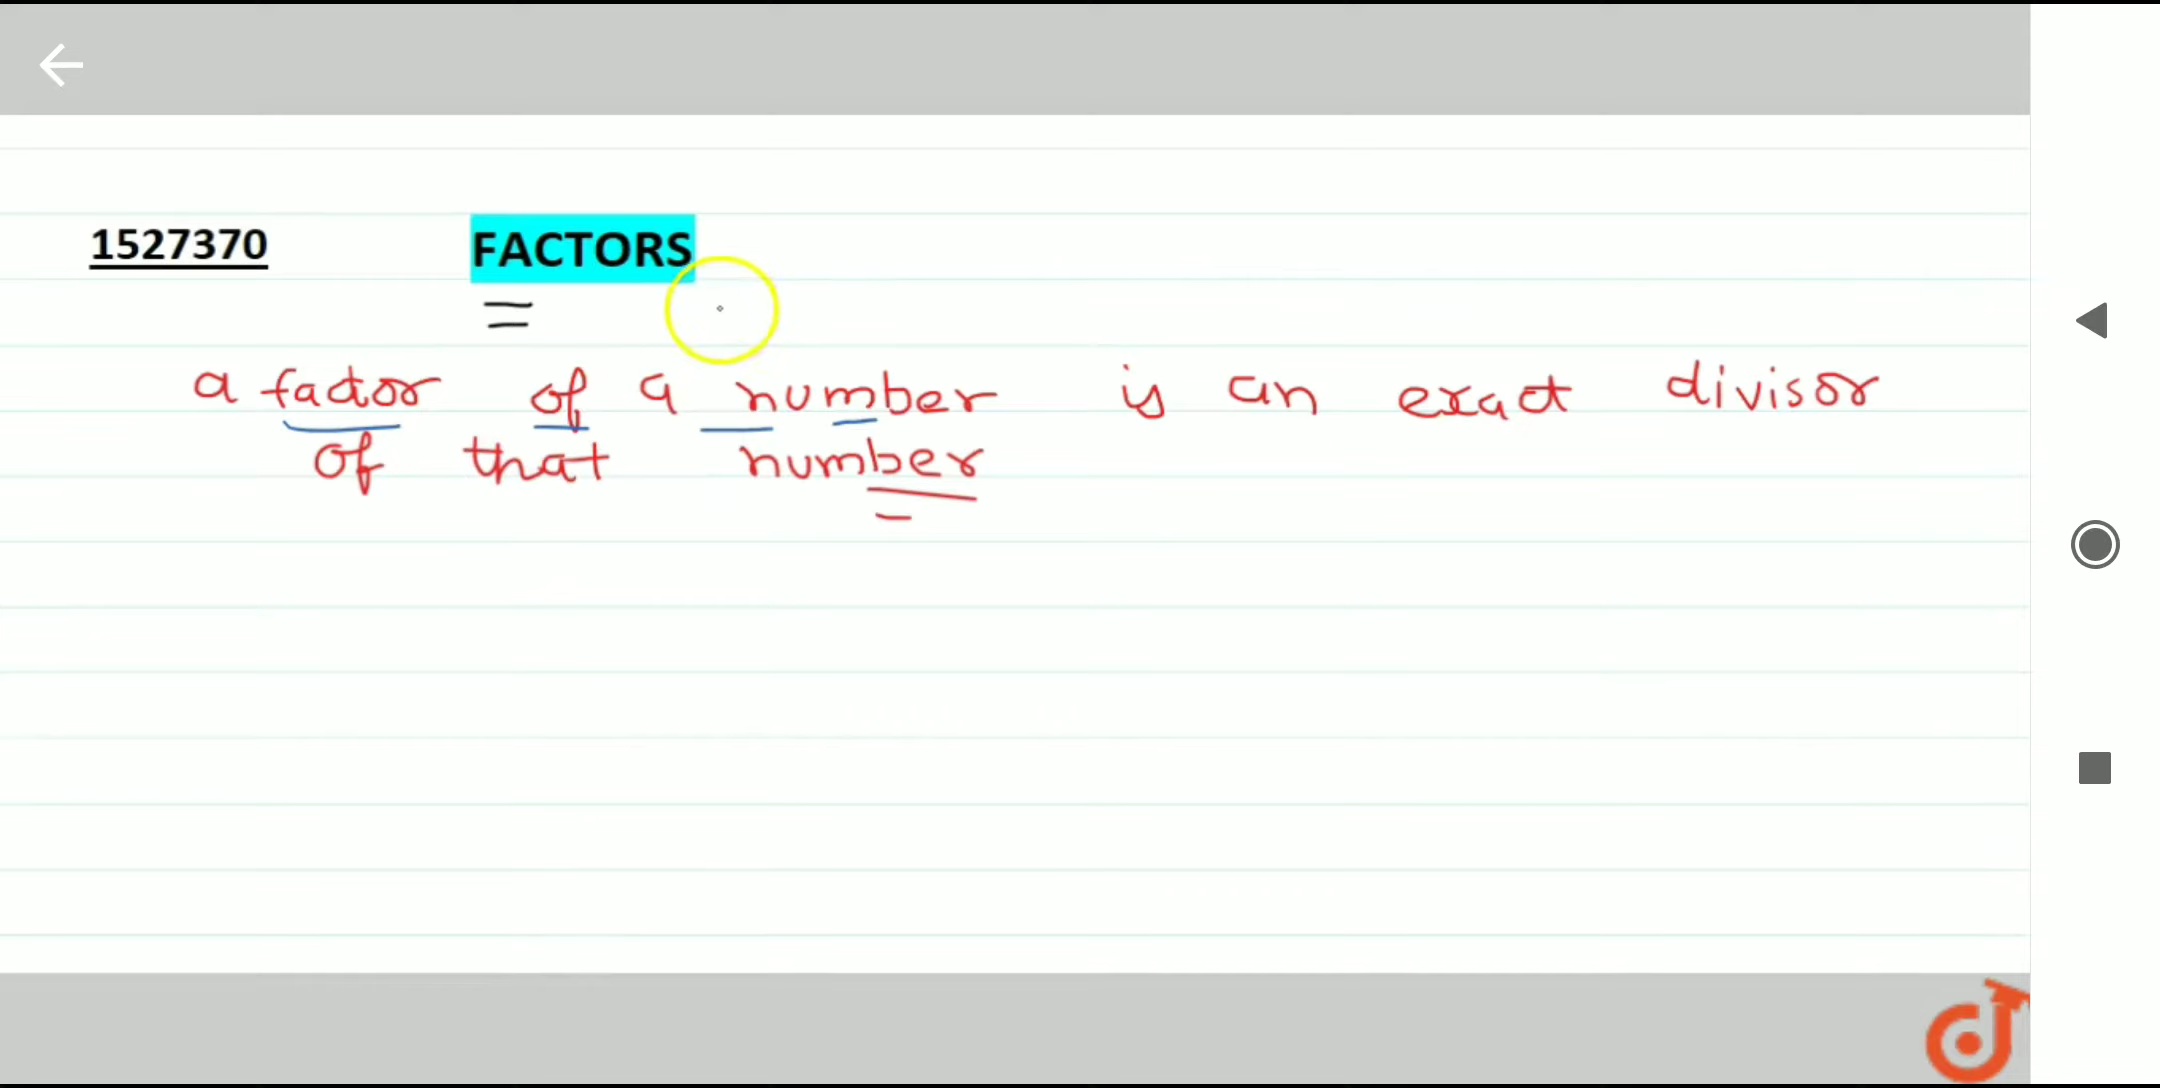 1527370 FACTORS
=
a factor of a number is an exact divisor
of that number